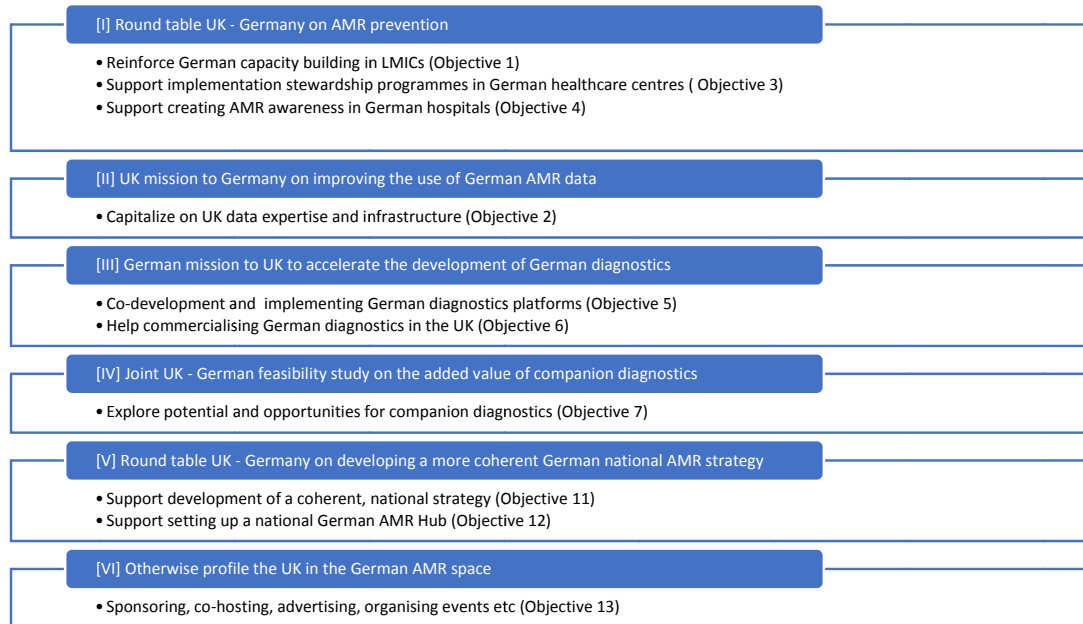 [I] Round table UK - Germany on AMR prevention
• Reinforce German capacity building in LMICs (Objective 1)
• Support implementation stewardship programmes in German healthcare centres ( Objective 3)
• Support creating AMR awareness in German hospitals (Objective 4)
[II] UK mission to Germany on improving the use of German AMR data
• Capitalize on UK data expertise and infrastructure (Objective 2)
[III] German mission to UK to accelerate the development of German diagnostics
• Co-development and  implementing German diagnostics platforms (Objective 5)
• Help commercialising German diagnostics in the UK (Objective 6)
[IV] Joint UK - German feasibility study on the added value of companion diagnostics
• Explore potential and opportunities for companion diagnostics (Objective 7)
[V] Round table UK - Germany on developing a more coherent German national AMR strategy
• Support development of a coherent, national strategy (Objective 11)
• Support setting up a national German AMR Hub (Objective 12)
[VI] Otherwise profile the UK in the German AMR space
• Sponsoring, co-hosting, advertising, organising events etc (Objective 13)